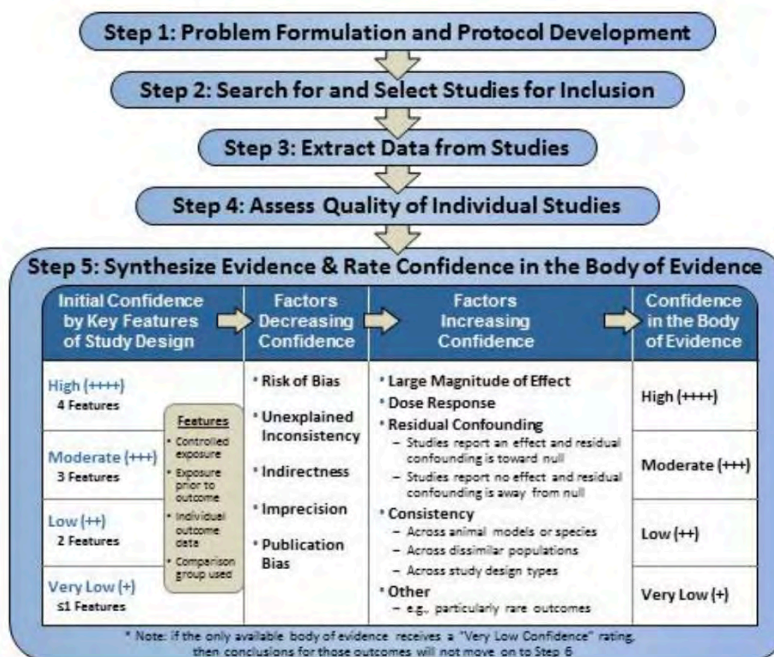 Step 1: Problem Formulation and Protocol Development
Step 2: Search for and Select Studies for Inclusion
Step 3: Extract Data from Studies
Step 4: Assess Quality of Individual Studies
Step 5: Synthesize Evidence & Rate Confidence in the Body of Evidence
Initial Confidence
by Key Features
of Study Design
Factors
Decreasing
Confidence
Factors
Increasing
Confidence
Confidence
in the Body
of Evidence
High (++++)
4 Features
Moderate (+++)
3 Features
Low (++)
2 Features
Very Low (+)
≤1 Features
Features
• Controlled
exposure
• Exposure
prior to
outcome
• Individual
outcome
data
• Comparison
group used
• Risk of Bias
• Unexplained
Inconsistency
• Indirectness
• Imprecision
• Publication
Bias
• Large Magnitude of Effect
• Dose Response
• Residual Confounding
– Studies report an effect and residual
confounding is toward null
– Studies report no effect and residual
confounding is away from null
• Consistency
– Across animal models or species
– Across dissimilar populations
– Across study design types
• Other
– e.g., particularly rare outcomes
High (++++)
Moderate (+++)
Low (++)
Very Low (+)
* Note: if the only available body of evidence receives a "Very Low Confidence" rating,
then conclusions for those outcomes will not move on to Step 6